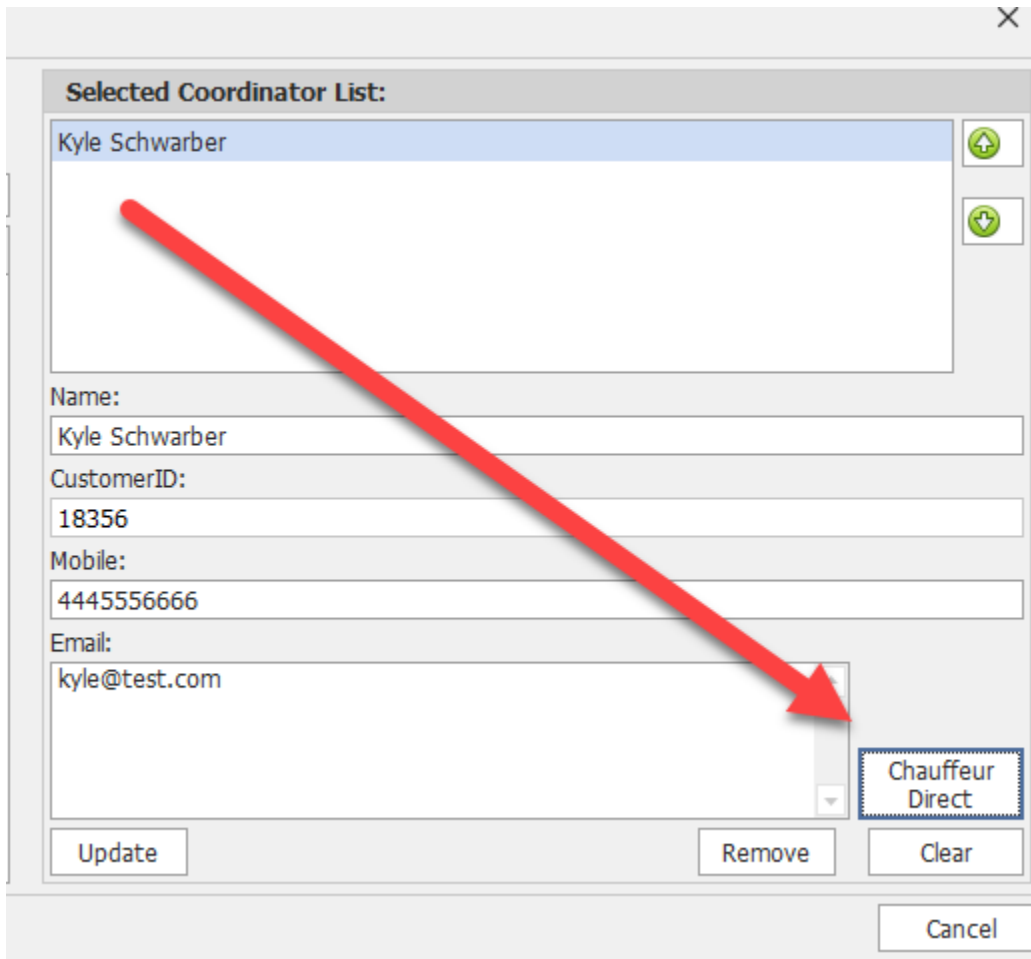 Selected Coordinator List:
Kyle Schwarber
Name:
Kyle Schwarber
CustomerID:
18356
Mobile:
4445556666
Email:
kyle@test.com
Chauffeur
Direct
Update
Remove
Clear
Cancel